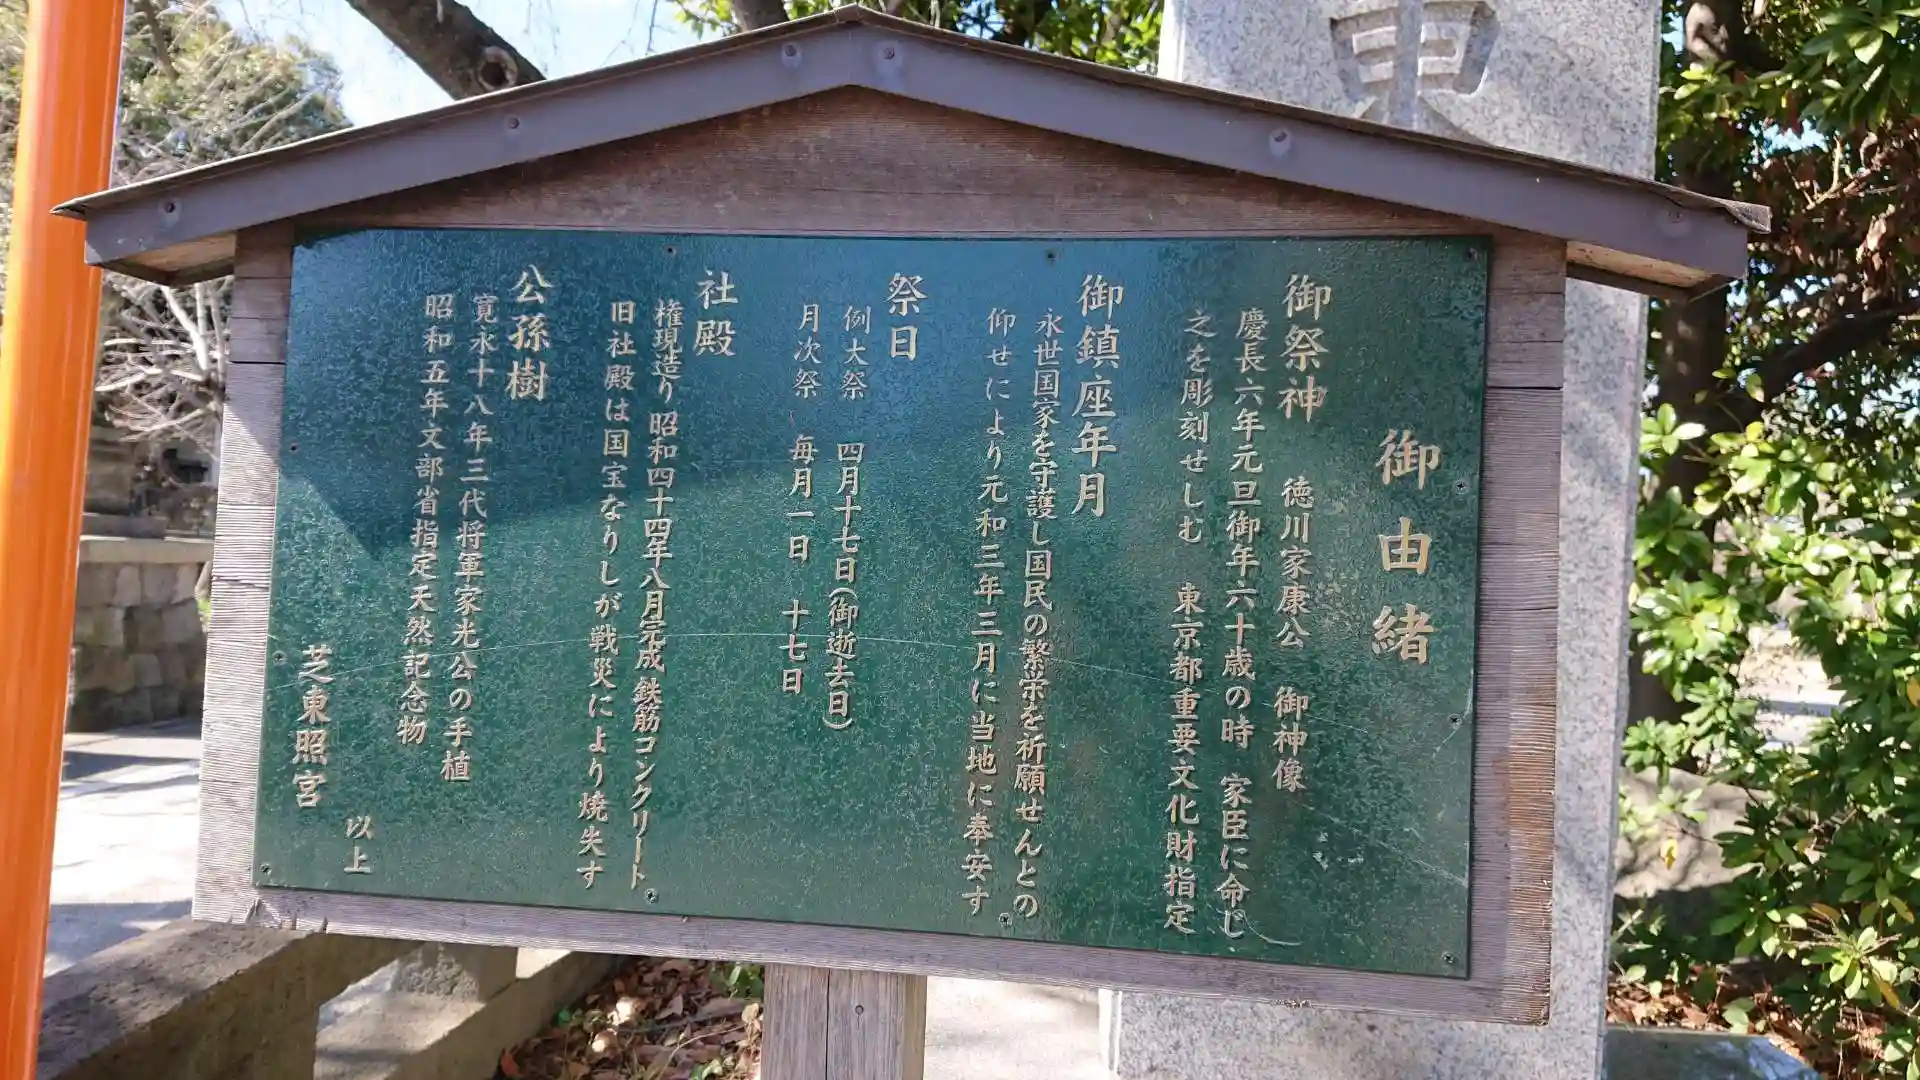 御由緒
御祭神 徳川家康公 御神像
慶長六年元旦御年六十歳の時 家臣に命じ
之を彫刻せしむ 東京都重要文化財指定
御鎮座年月
永世国家を守護し国民の繁栄を祈願せんとの
仰せにより元和三年三月に当地に奉安す
祭日
例大祭 四月十七日(御逝去日)
月次祭 毎月一日 十七日
社殿
権現造り 昭和四十四年八月完成 鉄筋コンクリート
旧社殿は国宝なりしが戦災により焼失す
公孫樹
寛永十八年三代将軍家光公の手植
昭和五年文部省指定天然記念物
以上
芝東照宮
東